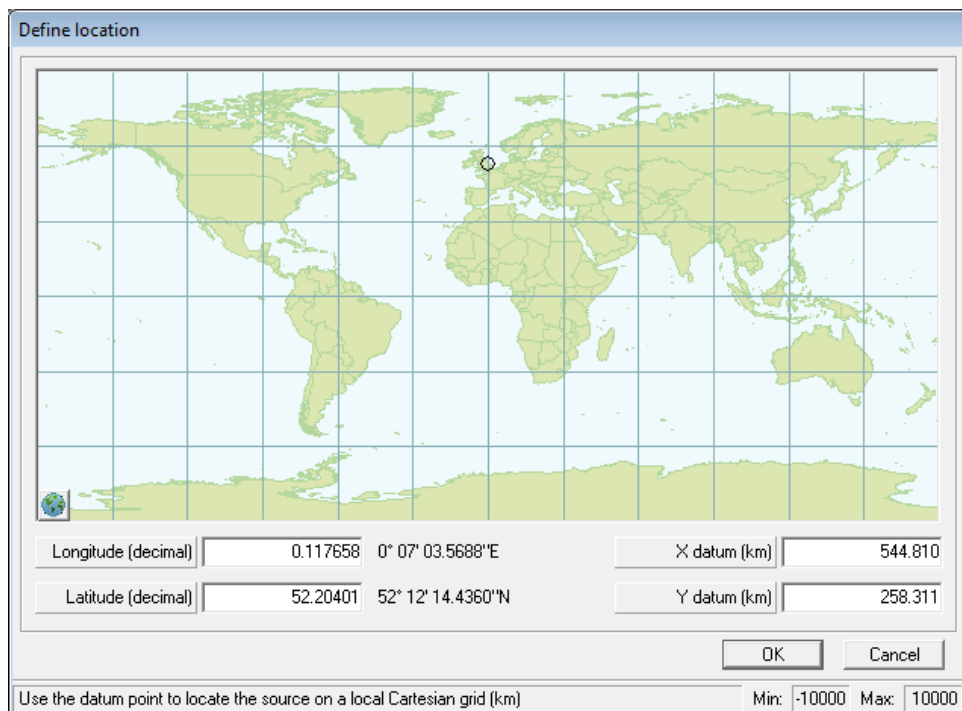 Define location
Longitude (decimal) 0.117658 0° 07' 03.5688"E X datum (km) 544.810
Latitude (decimal) 52.20401 52° 12' 14.4360"N Y datum (km) 258.311
OK Cancel
Use the datum point to locate the source on a local Cartesian grid (km) Min: -10000 Max: 10000